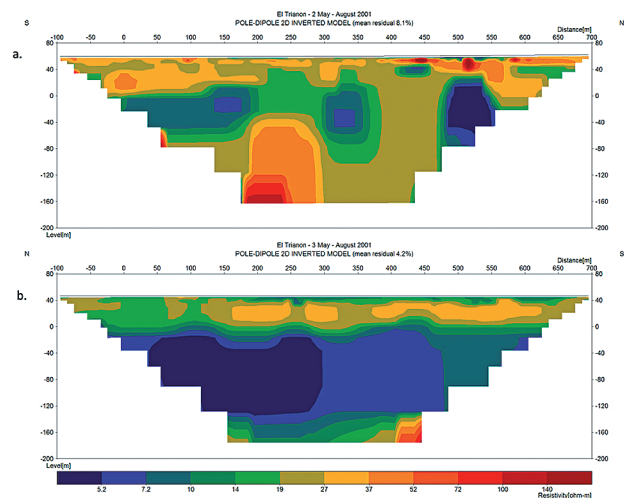 El Trianon - 2 May - August 2001
S POLE-DIPOLE 2D INVERTED MODEL (mean residual 8.1%) N
Distance[m]
-100 -50 0 50 100 150 200 250 300 350 400 450 500 550 600 650 700
a.
80
40
0
-40
-80
-120
-160
-200
Level[m]
El Trianon - 3 May - August 2001
N POLE-DIPOLE 2D INVERTED MODEL (mean residual 4.2%) S
Distance[m]
-100 -50 0 50 100 150 200 250 300 350 400 450 500 550 600 650 700
b.
80
40
0
-40
-80
-120
-160
-200
Level[m]
5.2 7.2 10 14 19 27 37 52 72 100 140
Resistivity[ohm-m]